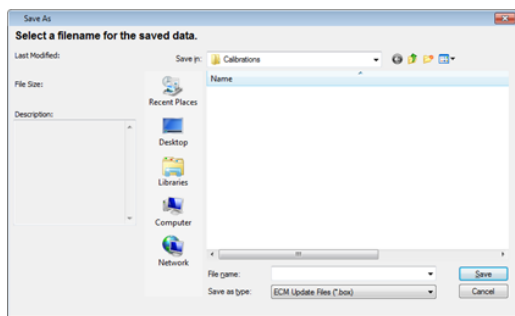 Save As
Select a filename for the saved data.
Last Modified:
Save in:
Calibrations
File Size:
Name
Recent Places
Description:
Desktop
Libraries
Computer
Network
File name:
Save
Save as type:
ECM Update Files (*.box)
Cancel